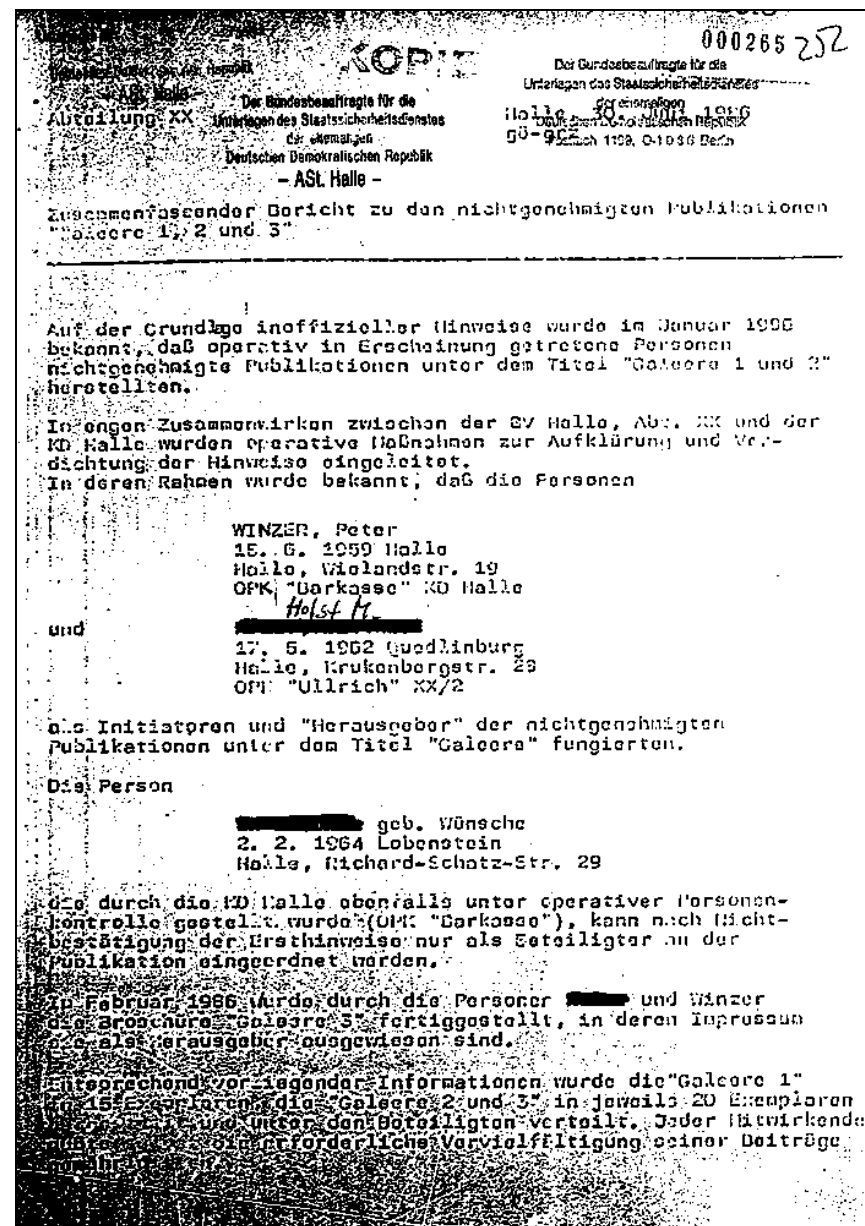 000265 252
KOPIE
Der Bundesbeauftragte für die
Unterlagen des Staatssicherheitsdienstes
der ehemaligen
Deutschen Demokratischen Republik
Postfach 1199, O-1086 Berlin
Der Bundesbeauftragte für die
Unterlagen des Staatssicherheitsdienstes
der ehemaligen
Deutschen Demokratischen Republik
– ASt. Halle –
Abteilung XX
Halle, 30. 1986
gö-
Zusammenfassender Bericht zu den nichtgenehmigten Publikationen
"Galeere 1, 2 und 3"
Auf der Grundlage inoffizieller Hinweise wurde im Januar 1986
bekannt, daß operativ in Erscheinung getretene Personen
nichtgenehmigte Publikationen unter dem Titel "Galeere 1 und 2"
herstellten.
In engen Zusammenwirken zwischen der BV Halle, Abt. XX und der
KD Halle wurden operative Maßnahmen zur Aufklärung und Ver-
dichtung der Hinweise eingeleitet.
In deren Rahmen wurde bekannt, daß die Personen
WINZER, Peter
6. 1959 Halle
Halle, Wielandstr. 19
OPK "Barkasse" KD Halle
Holst M.
und
17. 5. 1962 Quedlinburg
Halle, Krukenbergstr. 29
OPK "Ullrich" XX/2
als Initiatoren und "Herausgeber" der nichtgenehmigten
Publikationen unter dem Titel "Galeere" fungierten.
Die Person
geb. Wünsche
2. 2. 1964 Lobenstein
Halle, Richard-Schatz-Str. 29
die durch die KD Halle ebenfalls unter operativer Personen-
kontrolle gestellt wurde (OPK "Barkasse"), kann nach Nicht-
bestätigung der Ersthinweise nur als Beteiligter an der
Publikation eingeordnet werden.
Im Februar 1986 wurde durch die Personen und Winzer
die Broschüre "Galeere 3" fertiggestellt, in deren Impressum
sie als Herausgeber ausgewiesen sind.
Entsprechend vorliegender Informationen wurde die "Galeere 1"
in 15 Exemplaren, die "Galeere 2 und 3" in jeweils 20 Exemplaren
und unter den Beteiligten verteilt. Jeder Mitwirkende
die erforderliche Vervielfältigung seiner Beiträge